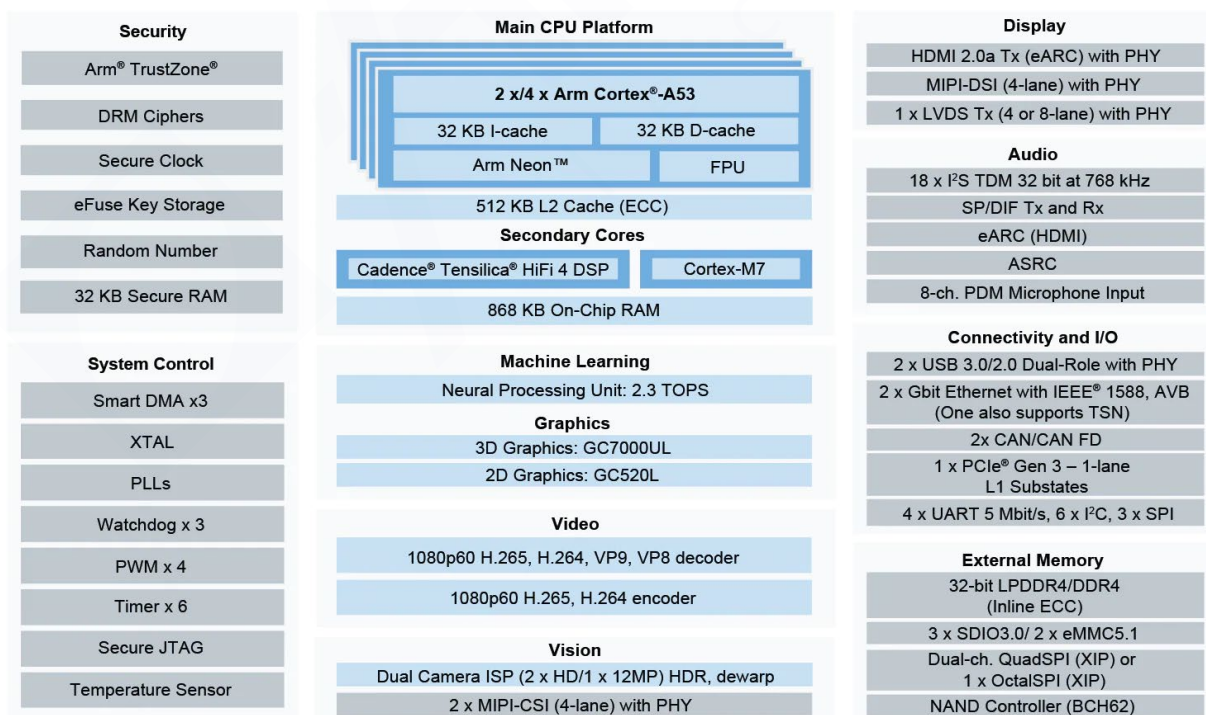 Security
Arm® TrustZone®
DRM Ciphers
Secure Clock
eFuse Key Storage
Random Number
32 KB Secure RAM
System Control
Smart DMA x3
XTAL
PLLs
Watchdog x 3
PWM x 4
Timer x 6
Secure JTAG
Temperature Sensor
Main CPU Platform
2 x/4 x Arm Cortex®-A53
32 KB I-cache
32 KB D-cache
Arm Neon™
FPU
512 KB L2 Cache (ECC)
Secondary Cores
Cadence® Tensilica® HiFi 4 DSP
Cortex-M7
868 KB On-Chip RAM
Machine Learning
Neural Processing Unit: 2.3 TOPS
Graphics
3D Graphics: GC7000UL
2D Graphics: GC520L
Video
1080p60 H.265, H.264, VP9, VP8 decoder
1080p60 H.265, H.264 encoder
Vision
Dual Camera ISP (2 x HD/1 x 12MP) HDR, dewarp
2 x MIPI-CSI (4-lane) with PHY
Display
HDMI 2.0a Tx (eARC) with PHY
MIPI-DSI (4-lane) with PHY
1 x LVDS Tx (4 or 8-lane) with PHY
Audio
18 x I²S TDM 32 bit at 768 kHz
SP/DIF Tx and Rx
eARC (HDMI)
ASRC
8-ch. PDM Microphone Input
Connectivity and I/O
2 x USB 3.0/2.0 Dual-Role with PHY
2 x Gbit Ethernet with IEEE® 1588, AVB
(One also supports TSN)
2x CAN/CAN FD
1 x PCIe® Gen 3 – 1-lane
L1 Substates
4 x UART 5 Mbit/s, 6 x I²C, 3 x SPI
External Memory
32-bit LPDDR4/DDR4
(Inline ECC)
3 x SDIO3.0/ 2 x eMMC5.1
Dual-ch. QuadSPI (XIP) or
1 x OctalSPI (XIP)
NAND Controller (BCH62)